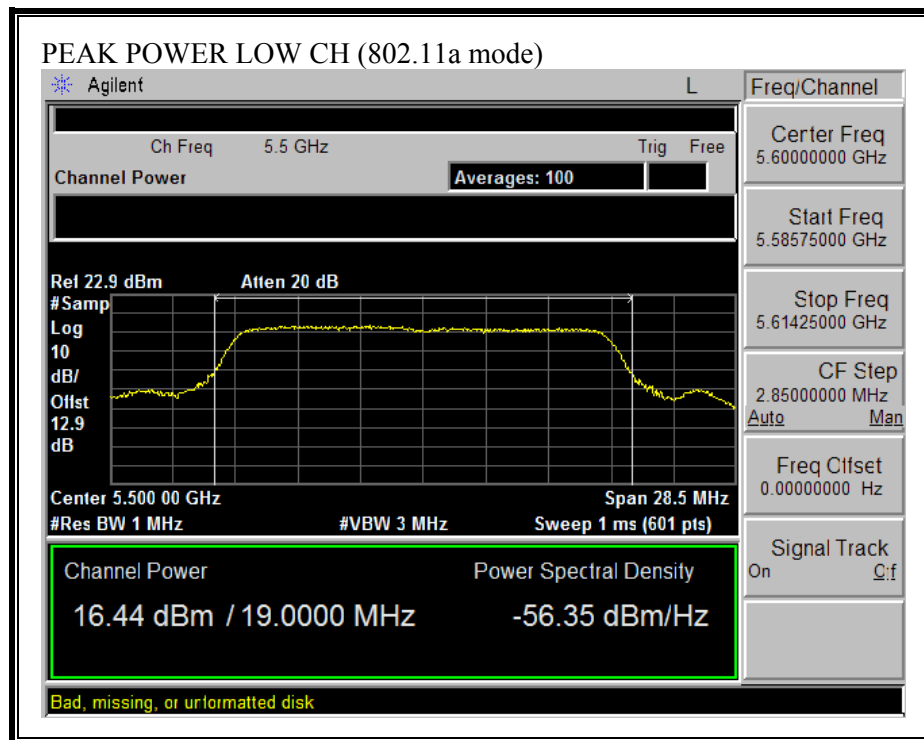 PEAK POWER LOW CH (802.11a mode)
Agilent L Freq/Channel
Ch Freq 5.5 GHz Trig Free
Channel Power Averages: 100
Center Freq
5.60000000 GHz
Start Freq
5.58575000 GHz
Stop Freq
5.61425000 GHz
CF Step
2.85000000 MHz
Auto Man
Freq Offset
0.00000000 Hz
Signal Track
On Off
Ref 22.9 dBm Atten 20 dB
#Samp
Log
10
dB/
Offst
12.9
dB
Center 5.500 00 GHz Span 28.5 MHz
#Res BW 1 MHz #VBW 3 MHz Sweep 1 ms (601 pts)
Channel Power Power Spectral Density
16.44 dBm / 19.0000 MHz -56.35 dBm/Hz
Bad, missing, or unformatted disk